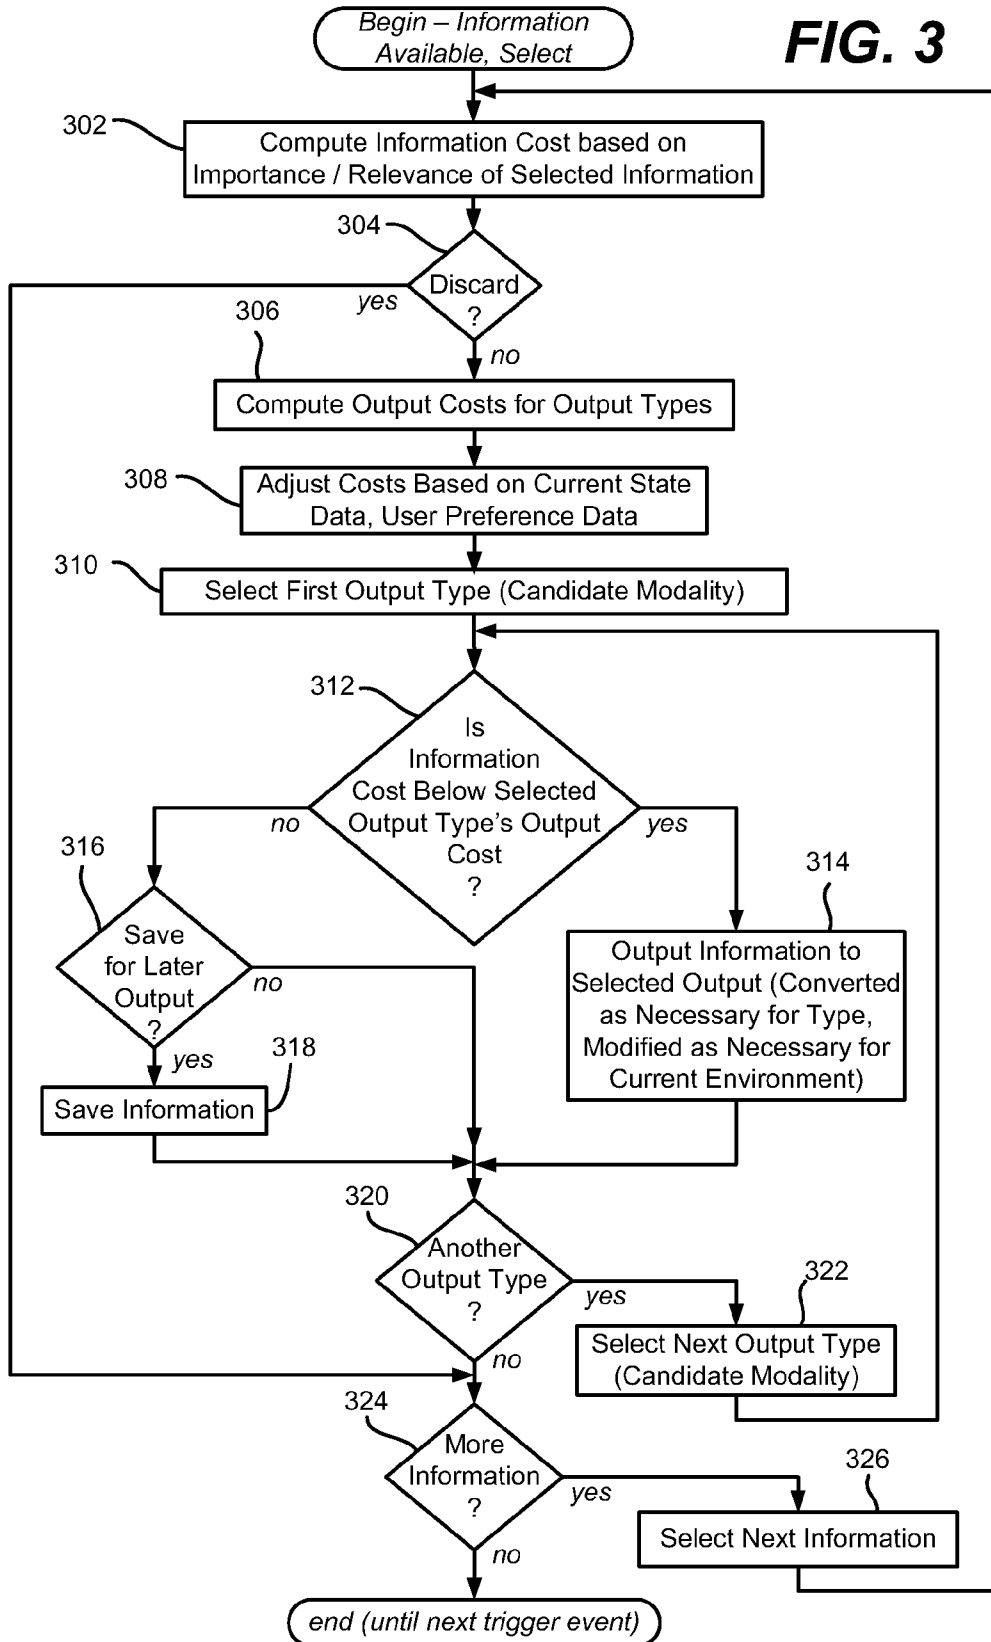 Begin – Information
Available, Select
FIG. 3
302
Compute Information Cost based on
Importance / Relevance of Selected Information
304
Discard
?
yes
no
306
Compute Output Costs for Output Types
308
Adjust Costs Based on Current State
Data, User Preference Data
310
Select First Output Type (Candidate Modality)
312
Is
Information
Cost Below Selected
Output Type's Output
Cost
?
no
yes
316
Save
for Later
Output
?
no
yes
314
Output Information to
Selected Output (Converted
as Necessary for Type,
Modified as Necessary for
Current Environment)
318
Save Information
320
Another
Output Type
?
yes
no
322
Select Next Output Type
(Candidate Modality)
324
More
Information
?
yes
no
326
Select Next Information
end (until next trigger event)